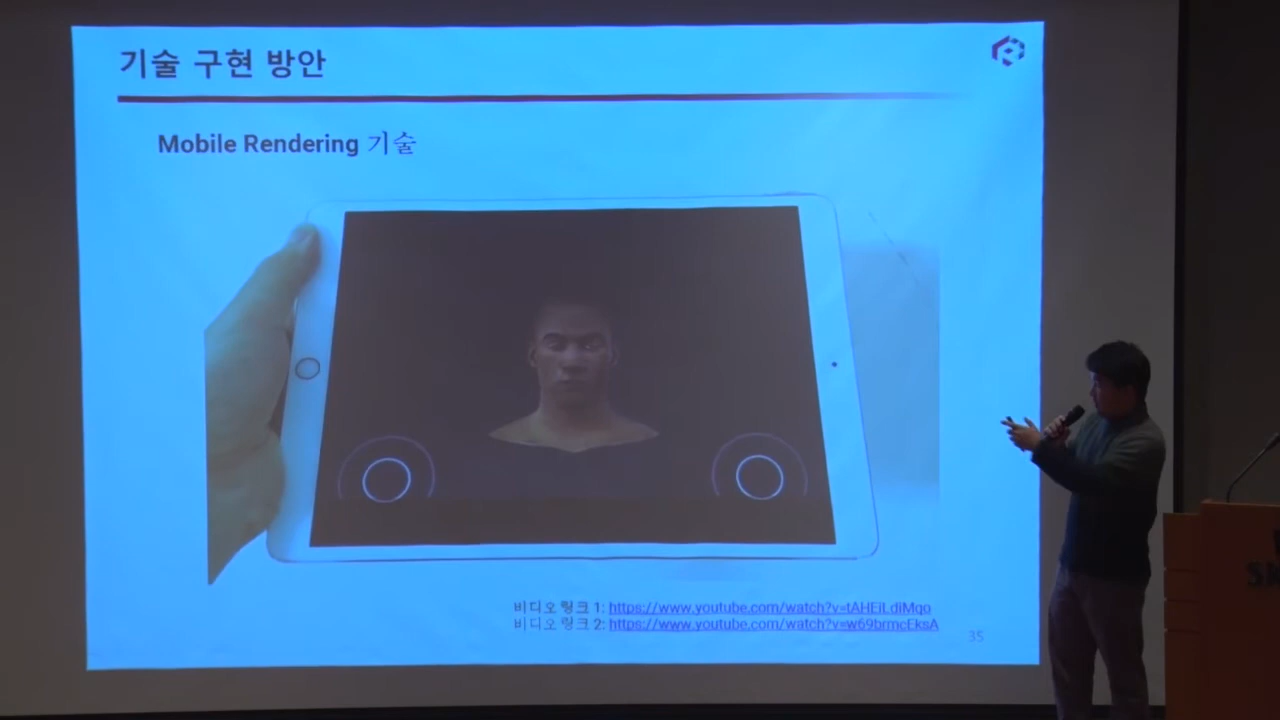 기술 구현 방안
Mobile Rendering 기술
비디오 링크 1: https://www.youtube.com/watch?v=tAHEiLdiMqo
비디오 링크 2: https://www.youtube.com/watch?v=w69brmcEksA
35